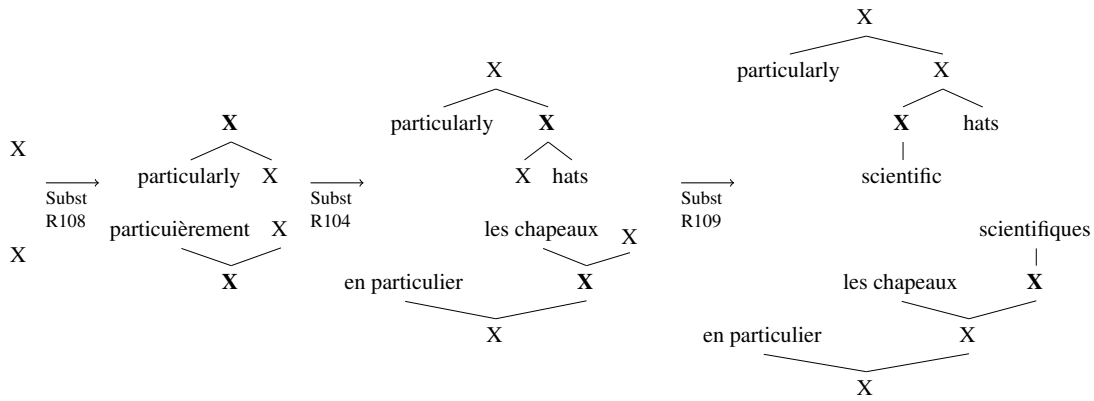 X
X
Subst
R108
X
particularly X
particuièrement X
X
Subst
R104
X
particularly X
X hats
les chapeaux X
en particulier X
X
Subst
R109
X
particularly X
X hats
scientific
scientifiques
les chapeaux X
en particulier X
X